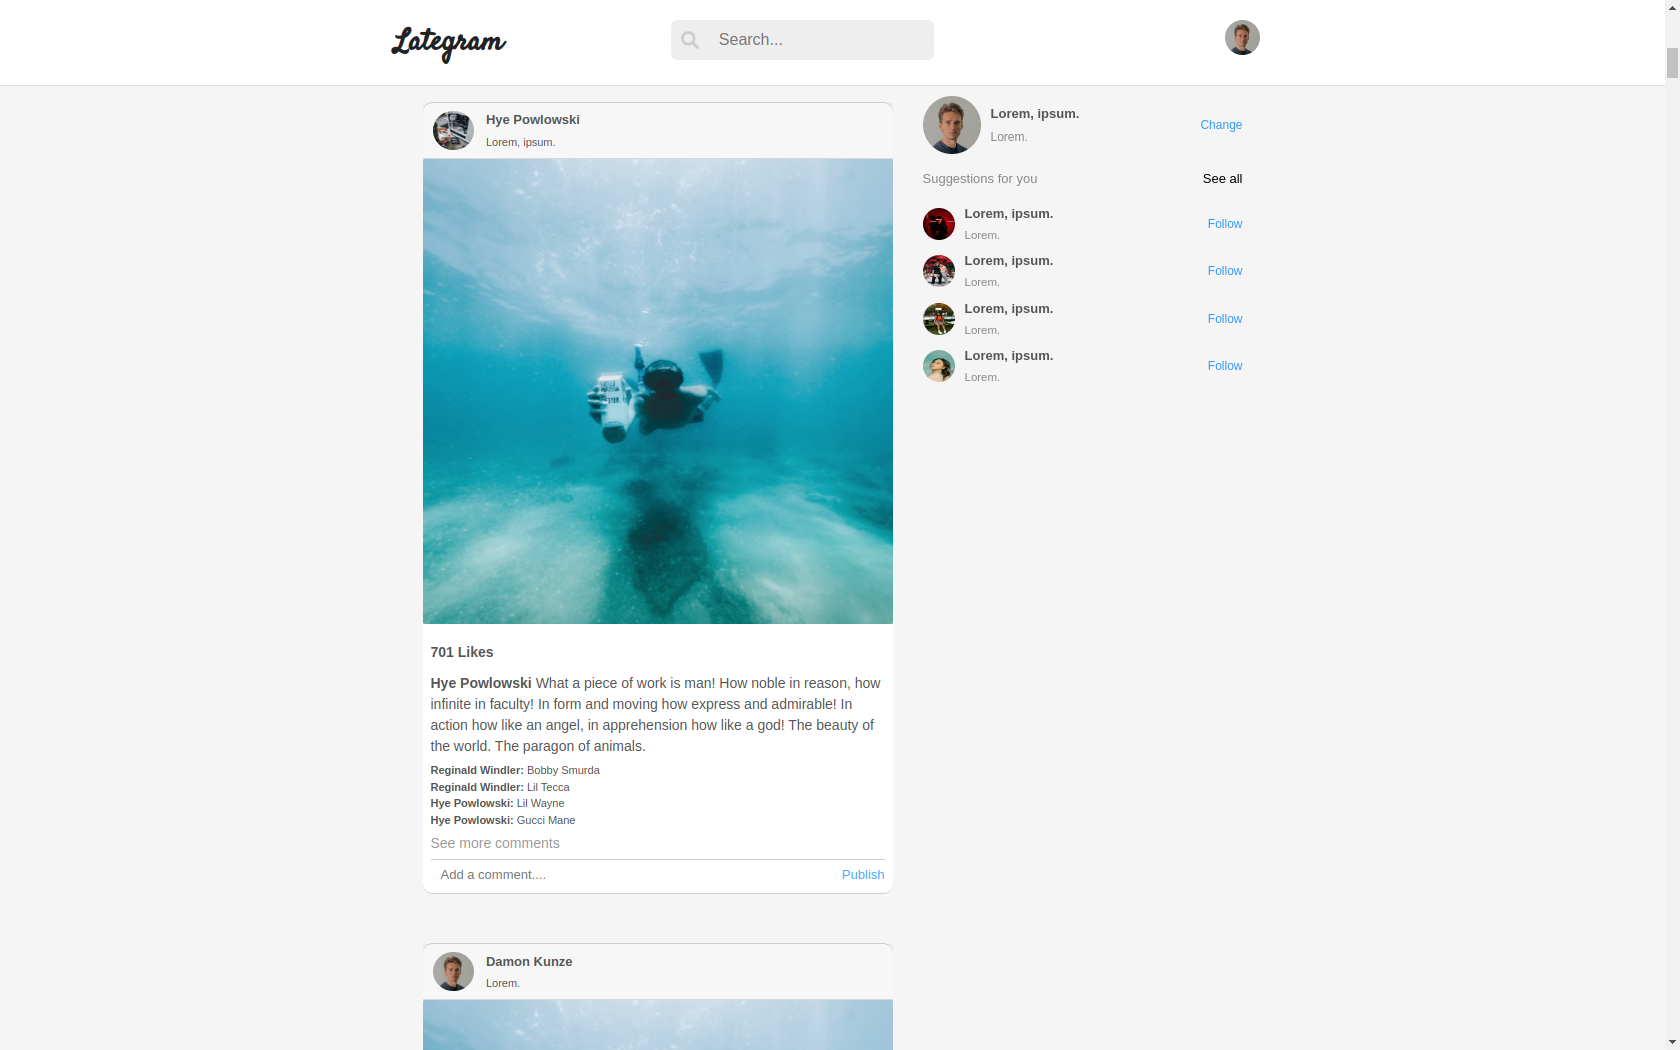 Lategram
Search...
Hye Powlowski
Lorem, ipsum.
701 Likes
Hye Powlowski What a piece of work is man! How noble in reason, how
infinite in faculty! In form and moving how express and admirable! In
action how like an angel, in apprehension how like a god! The beauty of
the world. The paragon of animals.
Reginald Windler: Bobby Smurda
Reginald Windler: Lil Tecca
Hye Powlowski: Lil Wayne
Hye Powlowski: Gucci Mane
See more comments
Add a comment....
Publish
Damon Kunze
Lorem.
Lorem, ipsum.
Lorem.
Change
Suggestions for you
See all
Lorem, ipsum.
Lorem.
Follow
Lorem, ipsum.
Lorem.
Follow
Lorem, ipsum.
Lorem.
Follow
Lorem, ipsum.
Lorem.
Follow